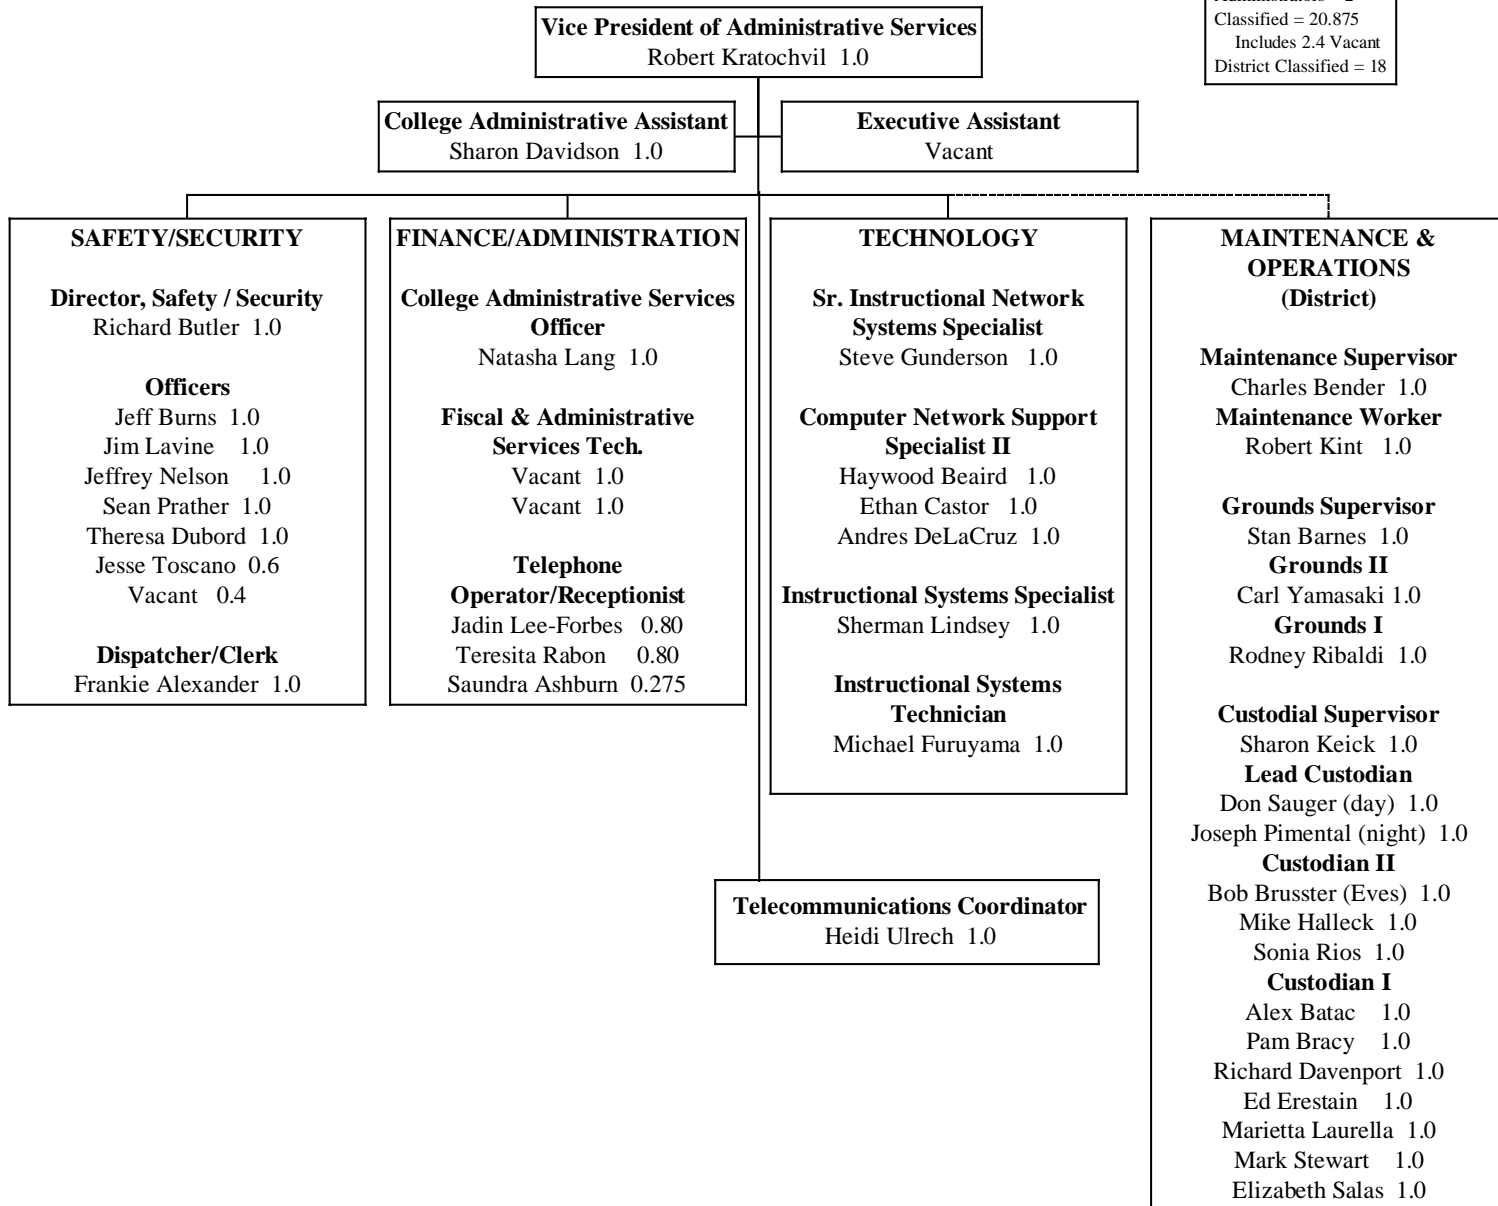 Classified = 20.875
Includes 2.4 Vacant
District Classified = 18
Vice President of Administrative Services
Robert Kratochvil 1.0
College Administrative Assistant
Sharon Davidson 1.0
Executive Assistant
Vacant
SAFETY/SECURITY
Director, Safety / Security
Richard Butler 1.0
Officers
Jeff Burns 1.0
Jim Lavine 1.0
Jeffrey Nelson 1.0
Sean Prather 1.0
Theresa Dubord 1.0
Jesse Toscano 0.6
Vacant 0.4
Dispatcher/Clerk
Frankie Alexander 1.0
FINANCE/ADMINISTRATION
College Administrative Services
Officer
Natasha Lang 1.0
Fiscal & Administrative
Services Tech.
Vacant 1.0
Vacant 1.0
Telephone
Operator/Receptionist
Jadin Lee-Forbes 0.80
Teresita Rabon 0.80
Saundra Ashburn 0.275
TECHNOLOGY
Sr. Instructional Network
Systems Specialist
Steve Gunderson 1.0
Computer Network Support
Specialist II
Haywood Beaird 1.0
Ethan Castor 1.0
Andres DeLaCruz 1.0
Instructional Systems Specialist
Sherman Lindsey 1.0
Instructional Systems
Technician
Michael Furuyama 1.0
Telecommunications Coordinator
Heidi Ulrech 1.0
MAINTENANCE &
OPERATIONS
(District)
Maintenance Supervisor
Charles Bender 1.0
Maintenance Worker
Robert Kint 1.0
Grounds Supervisor
Stan Barnes 1.0
Grounds II
Carl Yamasaki 1.0
Grounds I
Rodney Ribaldi 1.0
Custodial Supervisor
Sharon Keick 1.0
Lead Custodian
Don Sauger (day) 1.0
Joseph Pimental (night) 1.0
Custodian II
Bob Brusster (Eves) 1.0
Mike Halleck 1.0
Sonia Rios 1.0
Custodian I
Alex Batac 1.0
Pam Bracy 1.0
Richard Davenport 1.0
Ed Erestain 1.0
Marietta Laurella 1.0
Mark Stewart 1.0
Elizabeth Salas 1.0